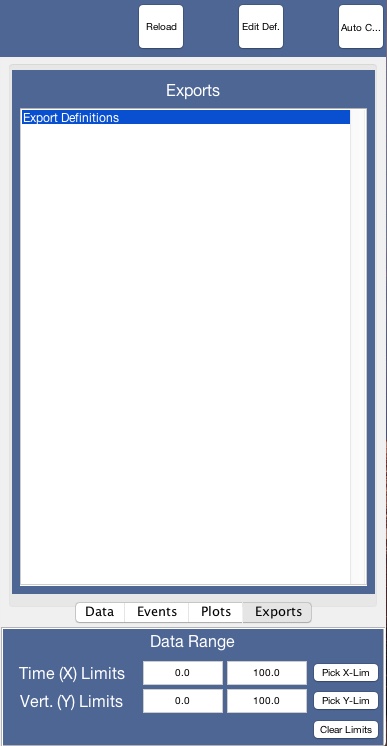 Reload Edit Def. Auto C...
Exports
Export Definitions
Data Events Plots Exports
Data Range
Time (X) Limits 0.0 100.0 Pick X-Lim
Vert. (Y) Limits 0.0 100.0 Pick Y-Lim
Clear Limits